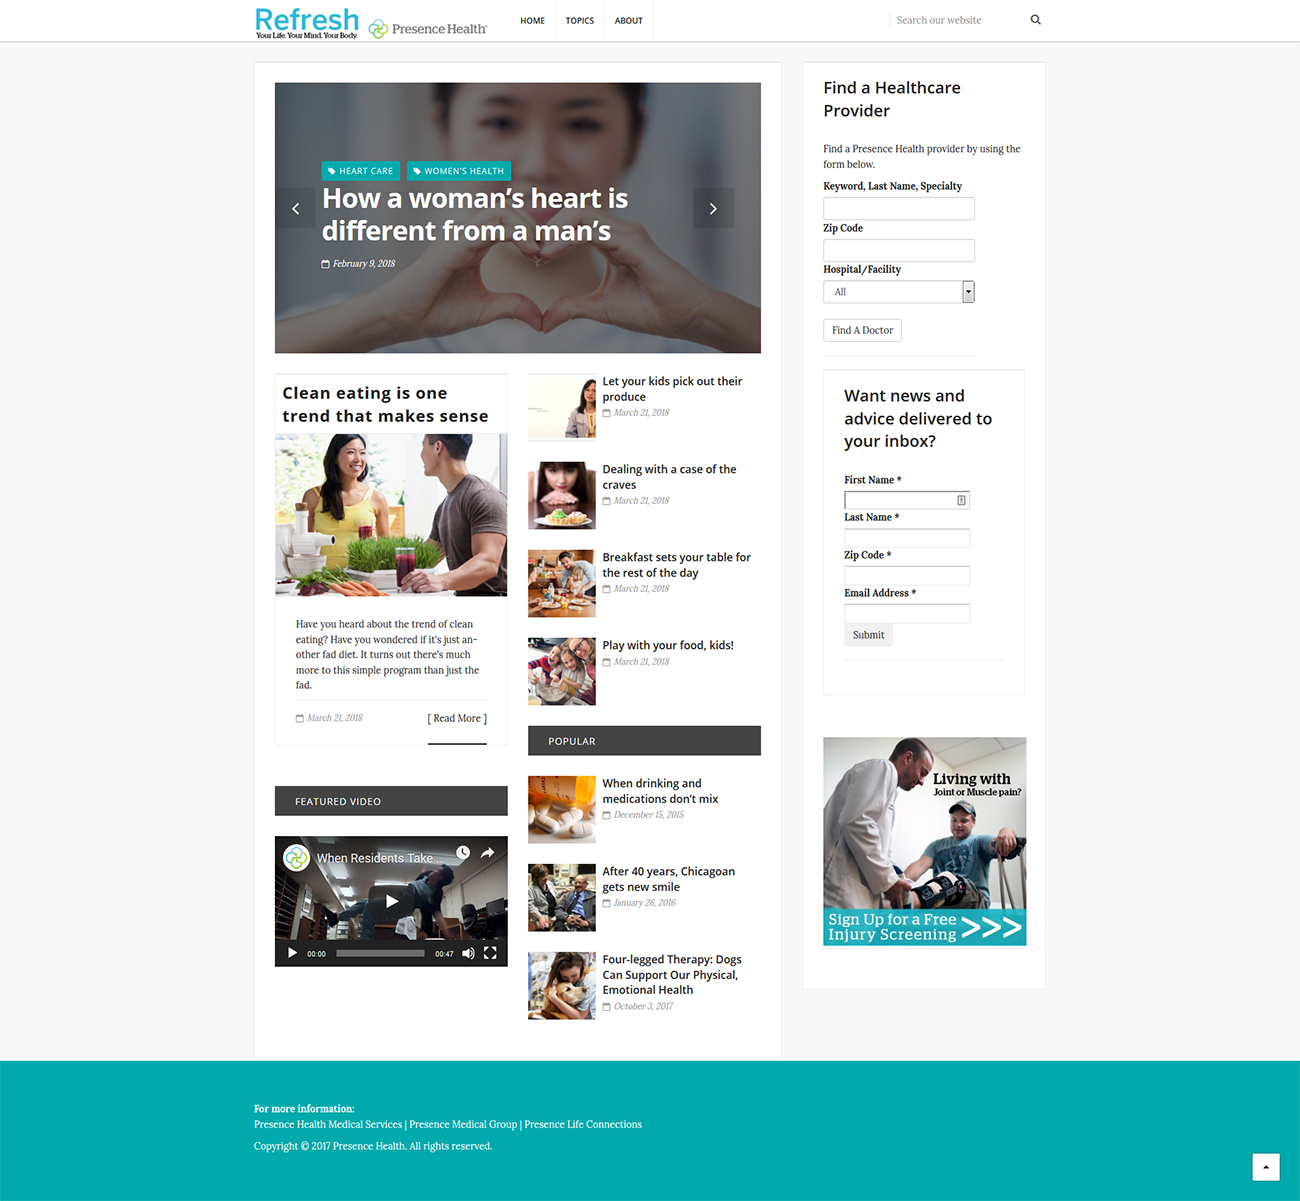 Refresh
Your Life. Your Mind. Your Body.
Presence Health
HOME
TOPICS
ABOUT
Search our website
HEART CARE
WOMEN'S HEALTH
How a woman’s heart is
different from a man’s
February 9, 2018
Clean eating is one
trend that makes sense
Have you heard about the trend of clean
eating? Have you wondered if it's just an-
other fad diet. It turns out there's much
more to this simple program than just the
fad.
March 21, 2018
[ Read More ]
FEATURED VIDEO
When Residents Take ...
00:00
00:47
Let your kids pick out their
produce
March 21, 2018
Dealing with a case of the
craves
March 21, 2018
Breakfast sets your table for
the rest of the day
March 21, 2018
Play with your food, kids!
March 21, 2018
POPULAR
When drinking and
medications don’t mix
December 15, 2015
After 40 years, Chicagoan
gets new smile
January 26, 2016
Four-legged Therapy: Dogs
Can Support Our Physical,
Emotional Health
October 3, 2017
Find a Healthcare
Provider
Find a Presence Health provider by using the
form below.
Keyword, Last Name, Specialty
Zip Code
Hospital/Facility
All
Find A Doctor
Want news and
advice delivered to
your inbox?
First Name *
Last Name *
Zip Code *
Email Address *
Submit
Living with
Joint or Muscle pain?
Sign Up for a Free
Injury Screening >>>
For more information:
Presence Health Medical Services | Presence Medical Group | Presence Life Connections
Copyright © 2017 Presence Health. All rights reserved.